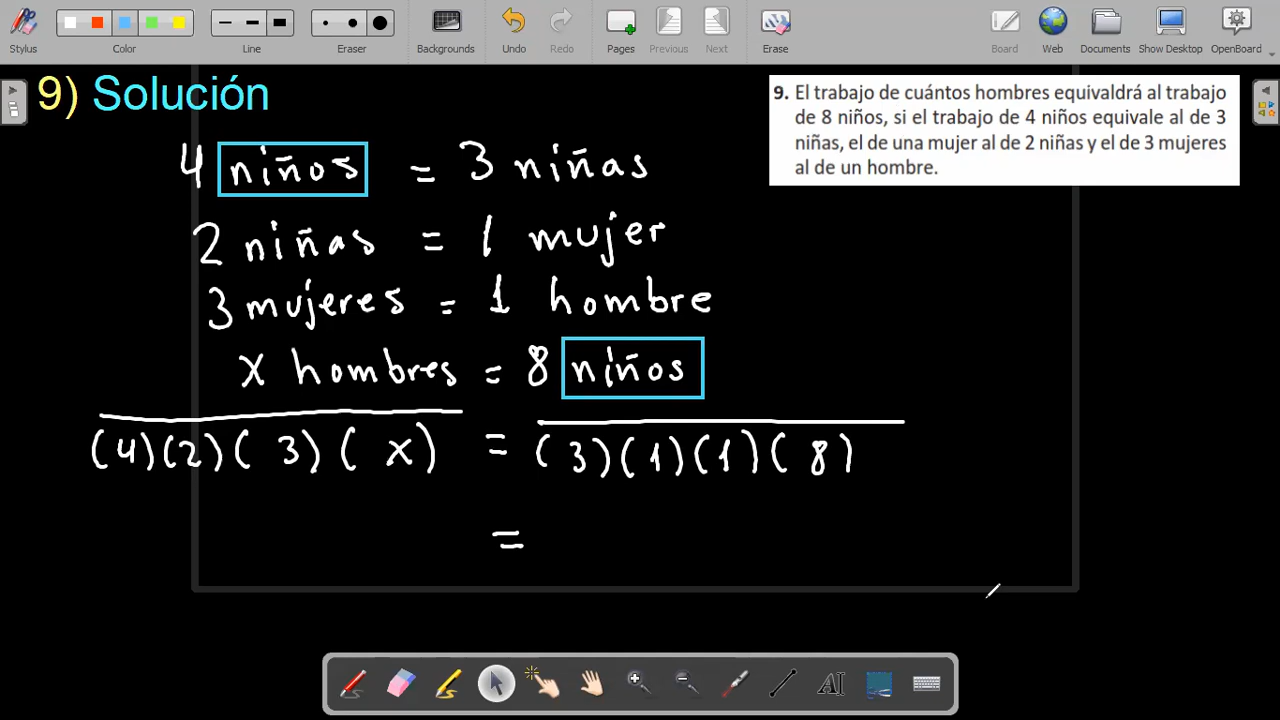 Stylus
Color
Line
Eraser
Backgrounds
Undo
Redo
Pages
Previous
Next
Erase
Board
Web
Documents
Show Desktop
OpenBoard
9) Solución
9. El trabajo de cuántos hombres equivaldrá al trabajo
de 8 niños, si el trabajo de 4 niños equivale al de 3
niñas, el de una mujer al de 2 niñas y el de 3 mujeres
al de un hombre.
4 niños = 3 niñas
2 niñas = 1 mujer
3 mujeres = 1 hombre
x hombres = 8 niños
(4)(2)(3)(x) = (3)(1)(1)(8)
=
AI